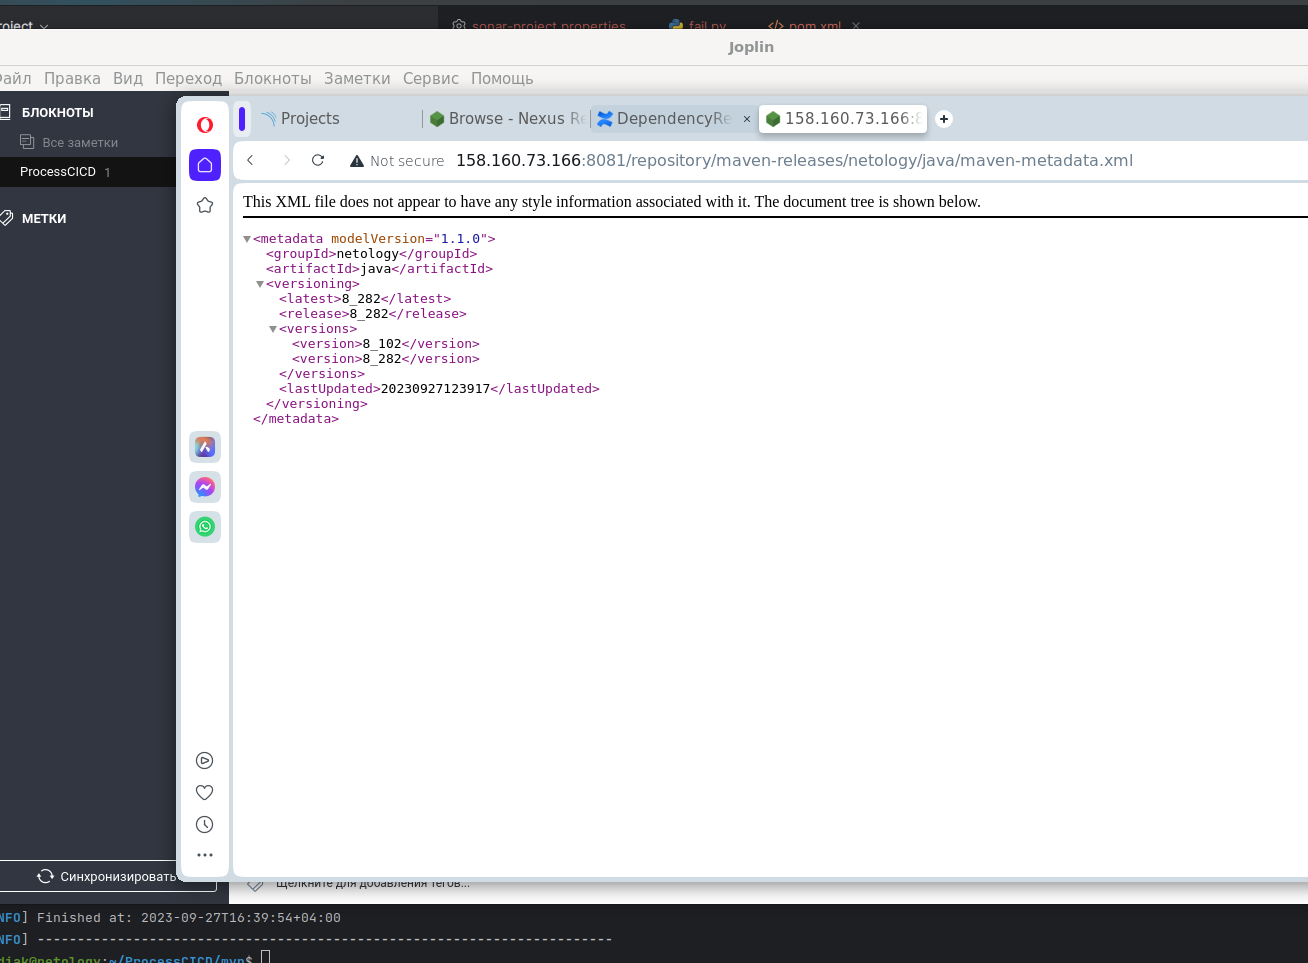 roject
sonar-project.properties fail.py pom.xml
Joplin
Файл Правка Вид Переход Блокноты Заметки Сервис Помощь
БЛОКНОТЫ
Все заметки
ProcessCICD 1
МЕТКИ
Синхронизировать
Projects Browse - Nexus Re DependencyRe 158.160.73.166:8
Not secure 158.160.73.166:8081/repository/maven-releases/netology/java/maven-metadata.xml
This XML file does not appear to have any style information associated with it. The document tree is shown below.
<metadata modelVersion="1.1.0">
<groupId>netology</groupId>
<artifactId>java</artifactId>
<versioning>
<latest>8_282</latest>
<release>8_282</release>
<versions>
<version>8_102</version>
<version>8_282</version>
</versions>
<lastUpdated>20230927123917</lastUpdated>
</versioning>
</metadata>
Щелкните для добавления тегов...
NFO] Finished at: 2023-09-27T16:39:54+04:00
NFO] ------------------------------------------------------------------------
diak@netology:~/ProcessCICD/mvn$